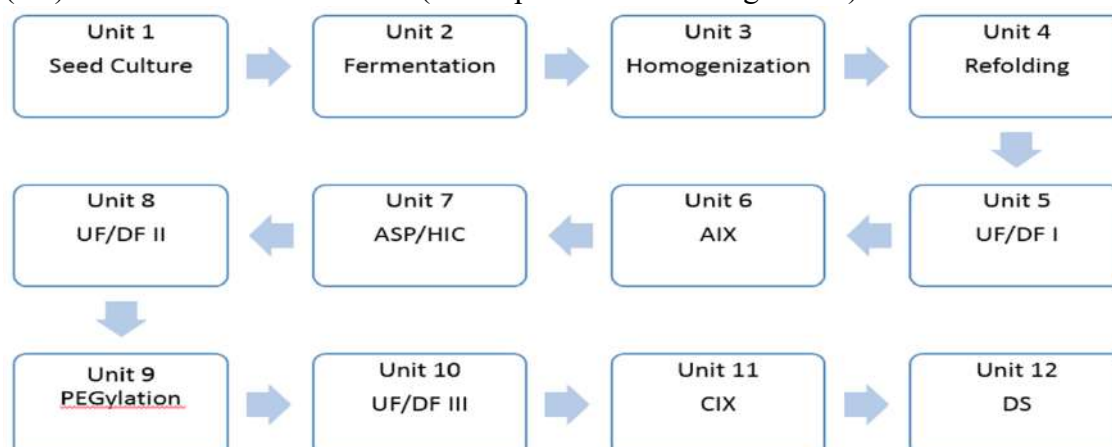 Unit 1
Seed Culture
Unit 2
Fermentation
Unit 3
Homogenization
Unit 4
Refolding
Unit 5
UF/DF I
Unit 6
AIX
Unit 7
ASP/HIC
Unit 8
UF/DF II
Unit 9
PEGylation
Unit 10
UF/DF III
Unit 11
CIX
Unit 12
DS